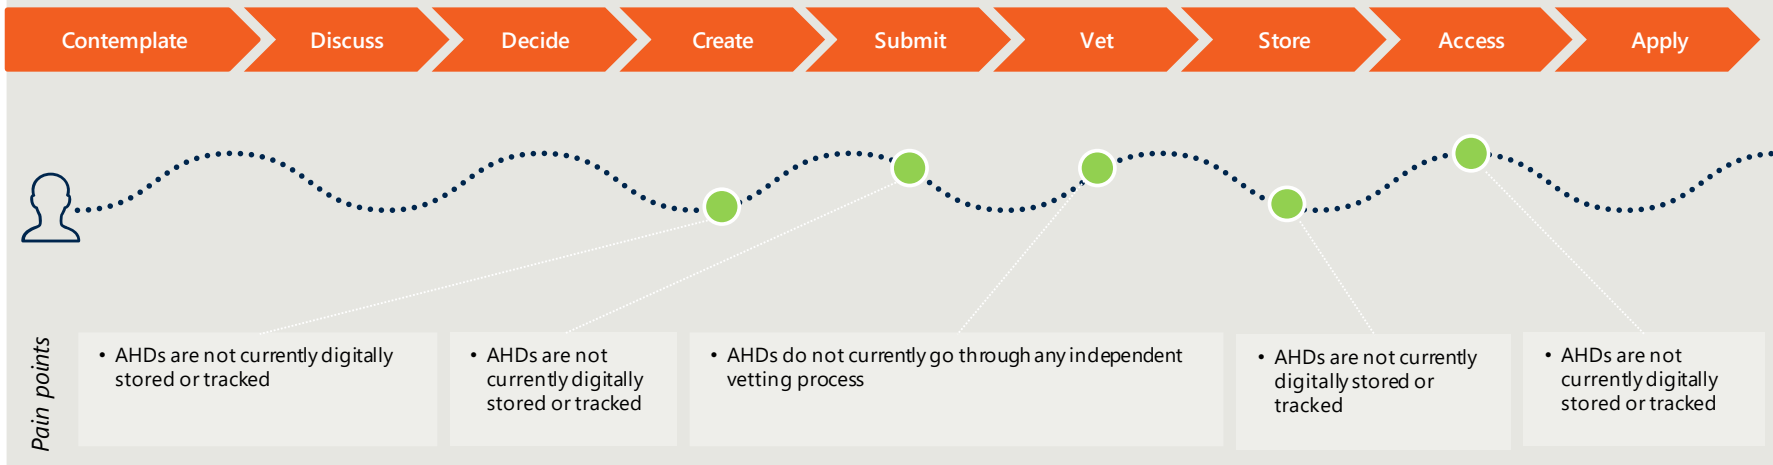 Contemplate
Discuss
Decide
Create
Submit
Vet
Store
Access
Apply
Pain points
• AHDs are not currently digitally
stored or tracked
• AHDs are not
currently digitally
stored or tracked
• AHDs do not currently go through any independent
vetting process
• AHDs are not currently
digitally stored or
tracked
• AHDs are not
currently digitally
stored or tracked